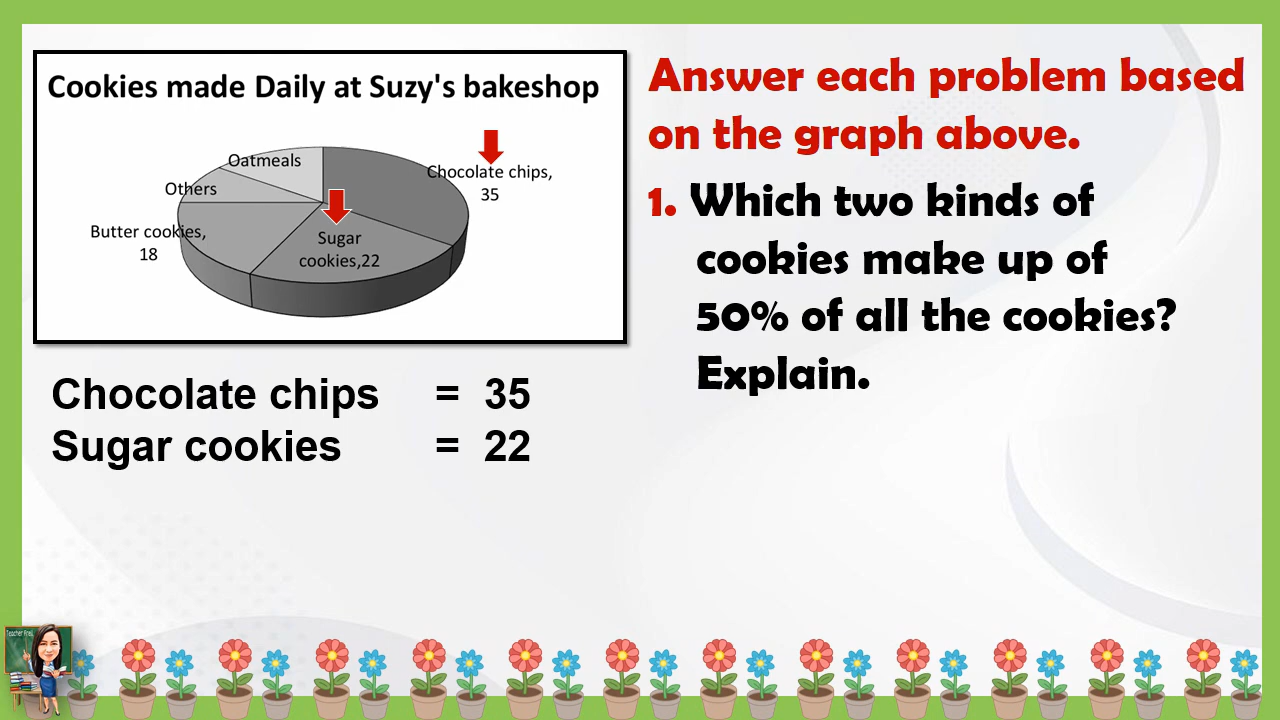 Cookies made Daily at Suzy's bakeshop
Oatmeals
Others
Butter cookies,
18
Chocolate chips,
35
Sugar
cookies,22
Chocolate chips = 35
Sugar cookies = 22
Answer each problem based
on the graph above.
1. Which two kinds of
cookies make up of
50% of all the cookies?
Explain.